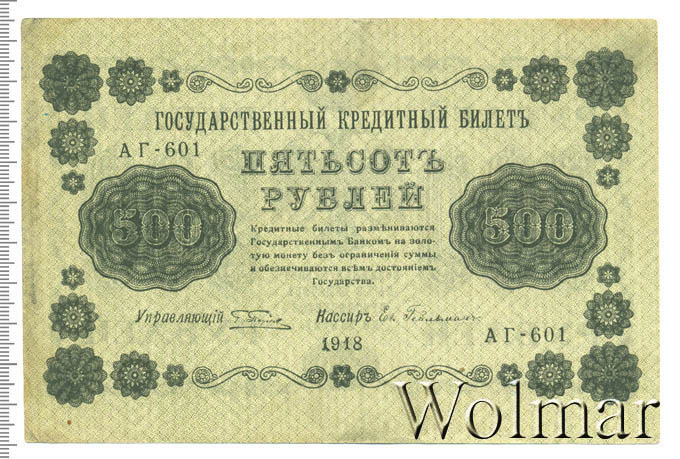 ГОСУДАРСТВЕННЫЙ КРЕДИТНЫЙ БИЛЕТЪ
АГ-601
ПЯТЬСОТЪ
РУБЛЕЙ
500
500
Кредитные билеты размѣниваются
Государственнымъ Банкомъ на золо-
тую монету безъ ограниченія суммы
и обезпечиваются всѣмъ достояніемъ
Государства.
Управляющій
Кассиръ
1918
АГ-601
Wolmar